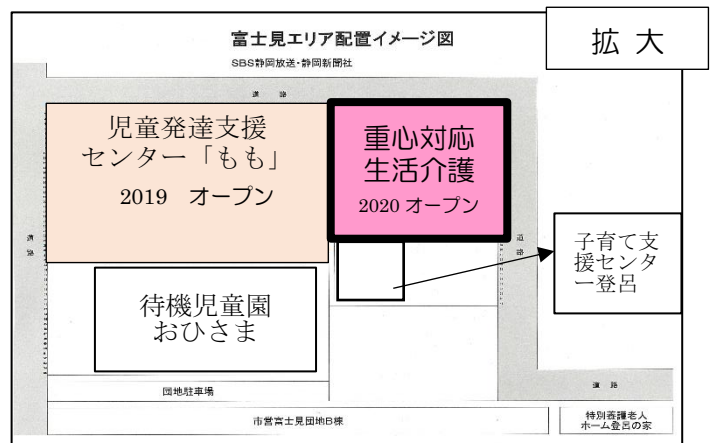 富士見エリア配置イメージ図
拡大
SBS静岡放送・静岡新聞社
道路
児童発達支援
センター「もも」
2019 オープン
重心対応
生活介護
2020 オープン
道路
道路
子育て支
援センタ
ー登呂
待機児童園
おひさま
団地駐車場
道路
市営富士見団地B棟
特別養護老人
ホーム登呂の家